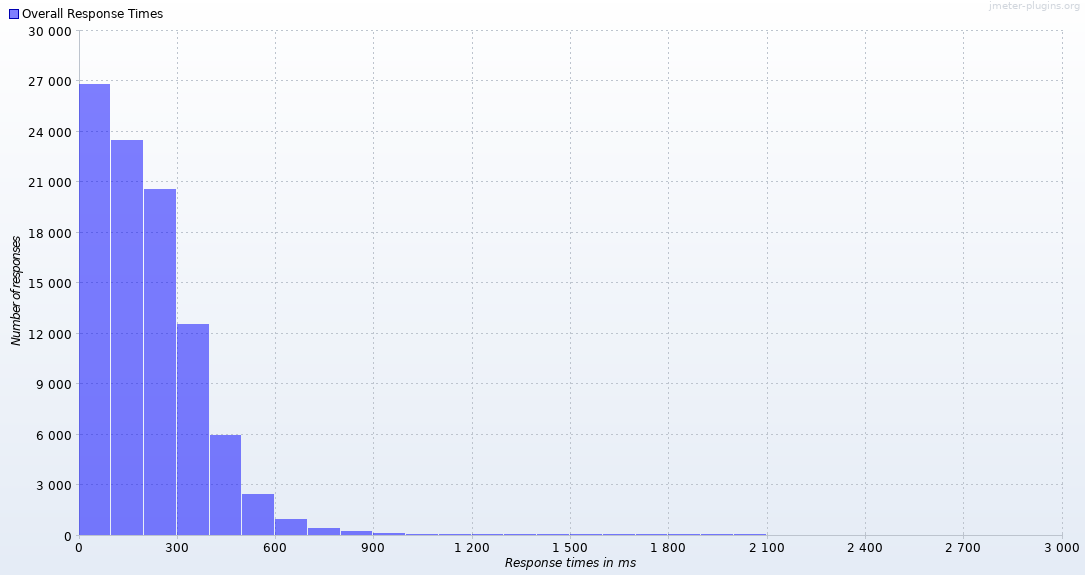 jmeter-plugins.org
Overall Response Times
30 000
27 000
24 000
21 000
18 000
15 000
12 000
9 000
6 000
3 000
0
Number of responses
0 300 600 900 1 200 1 500 1 800 2 100 2 400 2 700 3 000
Response times in ms